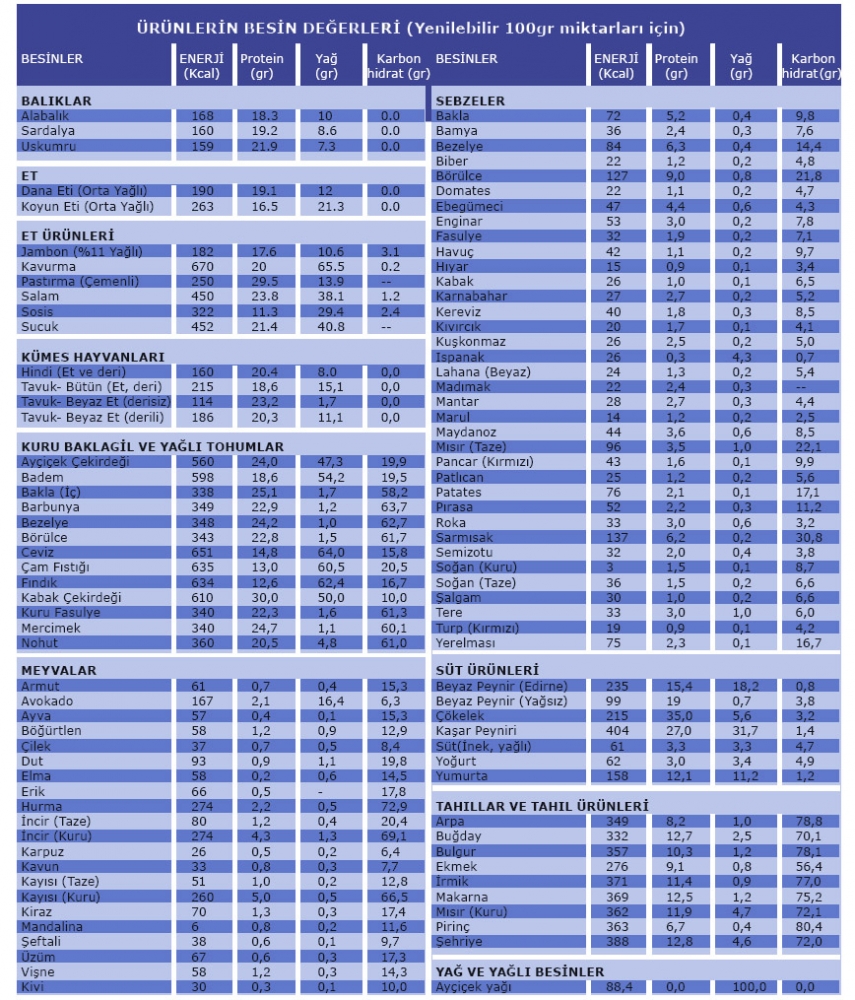 ÜRÜNLERİN BESİN DEĞERLERİ (Yenilebilir 100gr miktarları için)
BESİNLER ENERJİ (Kcal) Protein (gr) Yağ (gr) Karbon hidrat (gr)
BALIKLAR
Alabalık 168 18.3 10 0.0
Sardalya 160 19.2 8.6 0.0
Uskumru 159 21.9 7.3 0.0
ET
Dana Eti (Orta Yağlı) 190 19.1 12 0.0
Koyun Eti (Orta Yağlı) 263 16.5 21.3 0.0
ET ÜRÜNLERİ
Jambon (%11 Yağlı) 182 17.6 10.6 3.1
Kavurma 670 20 65.5 0.2
Pastırma (Çemenli) 250 29.5 13.9 --
Salam 450 23.8 38.1 1.2
Sosis 322 11.3 29.4 2.4
Sucuk 452 21.4 40.8 --
KÜMES HAYVANLARI
Hindi (Et ve deri) 160 20.4 8.0 0,0
Tavuk- Bütün (Et, deri) 215 18,6 15,1 0,0
Tavuk- Beyaz Et (derisiz) 114 23,2 1,7 0,0
Tavuk- Beyaz Et (derili) 186 20,3 11,1 0,0
KURU BAKLAGİL VE YAĞLI TOHUMLAR
Ayçiçek Çekirdeği 560 24,0 47,3 19,9
Badem 598 18,6 54,2 19,5
Bakla (İç) 338 25,1 1,7 58,2
Barbunya 349 22,9 1,2 63,7
Bezelye 348 24,2 1,0 62,7
Börülce 343 22,8 1,5 61,7
Ceviz 651 14,8 64,0 15,8
Çam Fıstığı 635 13,0 60,5 20,5
Fındık 634 12,6 62,4 16,7
Kabak Çekirdeği 610 30,0 50,0 10,0
Kuru Fasulye 340 22,3 1,6 61,3
Mercimek 340 24,7 1,1 60,1
Nohut 360 20,5 4,8 61,0
MEYVALAR
Armut 61 0,7 0,4 15,3
Avokado 167 2,1 16,4 6,3
Ayva 57 0,4 0,1 15,3
Böğürtlen 58 1,2 0,9 12,9
Çilek 37 0,7 0,5 8,4
Dut 93 0,9 1,1 19,8
Elma 58 0,2 0,6 14,5
Erik 66 0,5 - 17,8
Hurma 274 2,2 0,5 72,9
İncir (Taze) 80 1,2 0,4 20,4
İncir (Kuru) 274 4,3 1,3 69,1
Karpuz 26 0,5 0,2 6,4
Kavun 33 0,8 0,3 7,7
Kayısı (Taze) 51 1,0 0,2 12,8
Kayısı (Kuru) 260 5,0 0,5 66,5
Kiraz 70 1,3 0,3 17,4
Mandalina 6 0,8 0,2 11,6
Şeftali 38 0,6 0,1 9,7
Üzüm 67 0,6 0,3 17,3
Vişne 58 1,2 0,3 14,3
Kivi 30 0,3 0,1 10,0
BESİNLER ENERJİ (Kcal) Protein (gr) Yağ (gr) Karbon hidrat(gr)
SEBZELER
Bakla 72 5,2 0,4 9,8
Bamya 36 2,4 0,3 7,6
Bezelye 84 6,3 0,4 14,4
Biber 22 1,2 0,2 4,8
Börülce 127 9,0 0,8 21,8
Domates 22 1,1 0,2 4,7
Ebegümeci 47 4,4 0,6 4,3
Enginar 53 3,0 0,2 7,8
Fasulye 32 1,9 0,2 7,1
Havuç 42 1,1 0,2 9,7
Hıyar 15 0,9 0,1 3,4
Kabak 26 1,0 0,1 6,5
Karnabahar 27 2,7 0,2 5,2
Kereviz 40 1,8 0,3 8,5
Kıvırcık 20 1,7 0,1 4,1
Kuşkonmaz 26 2,5 0,2 5,0
Ispanak 26 0,3 4,3 0,7
Lahana (Beyaz) 24 1,3 0,2 5,4
Madımak 22 2,4 0,3 --
Mantar 28 2,7 0,3 4,4
Marul 14 1,2 0,2 2,5
Maydanoz 44 3,6 0,6 8,5
Mısır (Taze) 96 3,5 1,0 22,1
Pancar (Kırmızı) 43 1,6 0,1 9,9
Patlıcan 25 1,2 0,2 5,6
Patates 76 2,1 0,1 17,1
Pırasa 52 2,2 0,3 11,2
Roka 33 3,0 0,6 3,2
Sarmısak 137 6,2 0,2 30,8
Semizotu 32 2,0 0,4 3,8
Soğan (Kuru) 3 1,5 0,1 8,7
Soğan (Taze) 36 1,5 0,2 6,6
Şalgam 30 1,0 0,2 6,6
Tere 33 3,0 1,0 6,0
Turp (Kırmızı) 19 0,9 0,1 4,2
Yerelması 75 2,3 0,1 16,7
SÜT ÜRÜNLERİ
Beyaz Peynir (Edirne) 235 15,4 18,2 0,8
Beyaz Peynir (Yağsız) 99 19 0,7 3,8
Çökelek 215 35,0 5,6 3,2
Kaşar Peyniri 404 27,0 31,7 1,4
Süt(İnek, yağlı) 61 3,3 3,3 4,7
Yoğurt 62 3,0 3,4 4,9
Yumurta 158 12,1 11,2 1,2
TAHILLAR VE TAHIL ÜRÜNLERİ
Arpa 349 8,2 1,0 78,8
Buğday 332 12,7 2,5 70,1
Bulgur 357 10,3 1,2 78,1
Ekmek 276 9,1 0,8 56,4
İrmik 371 11,4 0,9 77,0
Makarna 369 12,5 1,2 75,2
Mısır (Kuru) 362 11,9 4,7 72,1
Pirinç 363 6,7 0,4 80,4
Şehriye 388 12,8 4,6 72,0
YAĞ VE YAĞLI BESİNLER
Ayçiçek yağı 88,4 0,0 100,0 0,0